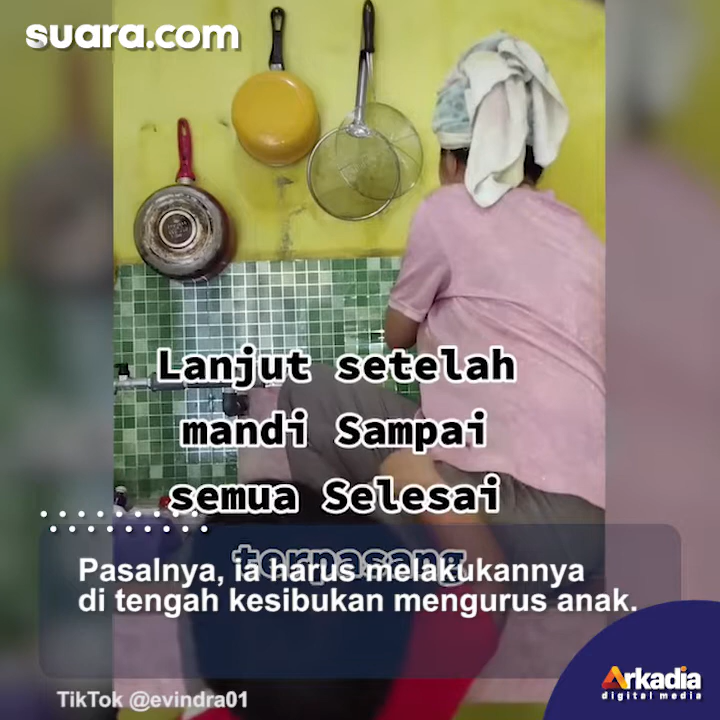 suara.com
Lanjut setelah
mandi Sampai
semua Selesai
terpasang
Pasalnya, ia harus melakukannya
di tengah kesibukan mengurus anak.
TikTok @evindra01
Arkadia
digital media